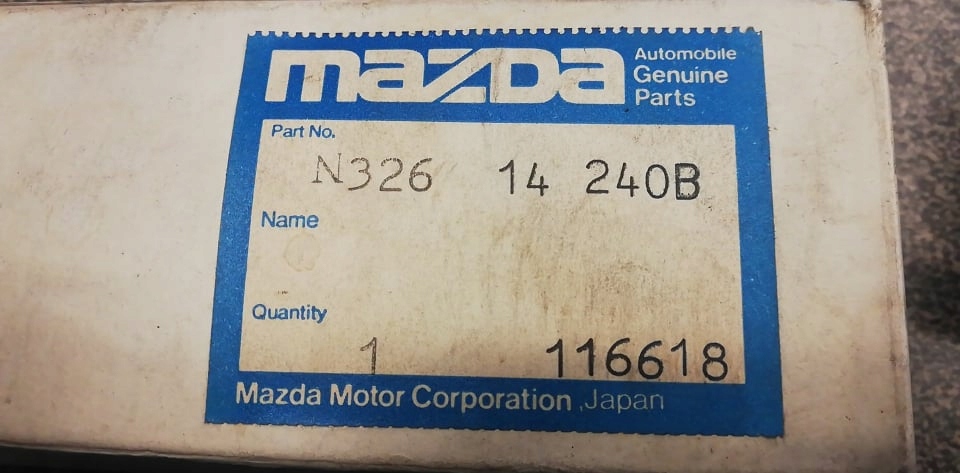 mazda
Automobile
Genuine
Parts
Part No.
N326 14 240B
Name
Quantity
1 116618
Mazda Motor Corporation ,Japan